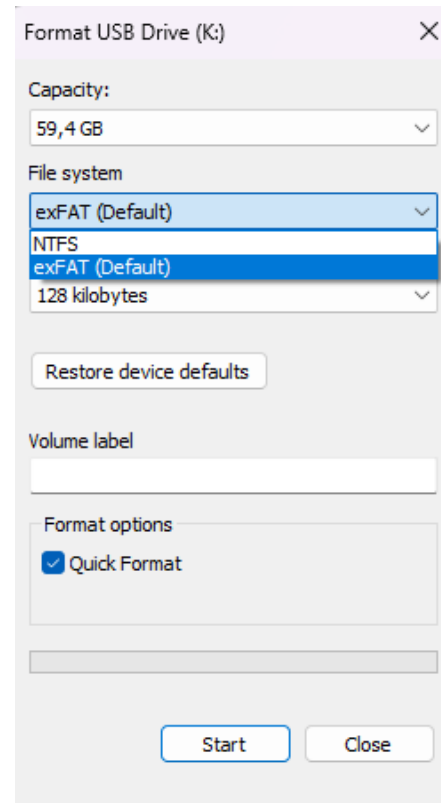 Format USB Drive (K:)
Capacity:
59,4 GB
File system
exFAT (Default)
NTFS
exFAT (Default)
128 kilobytes
Restore device defaults
Volume label
Format options
Quick Format
Start
Close